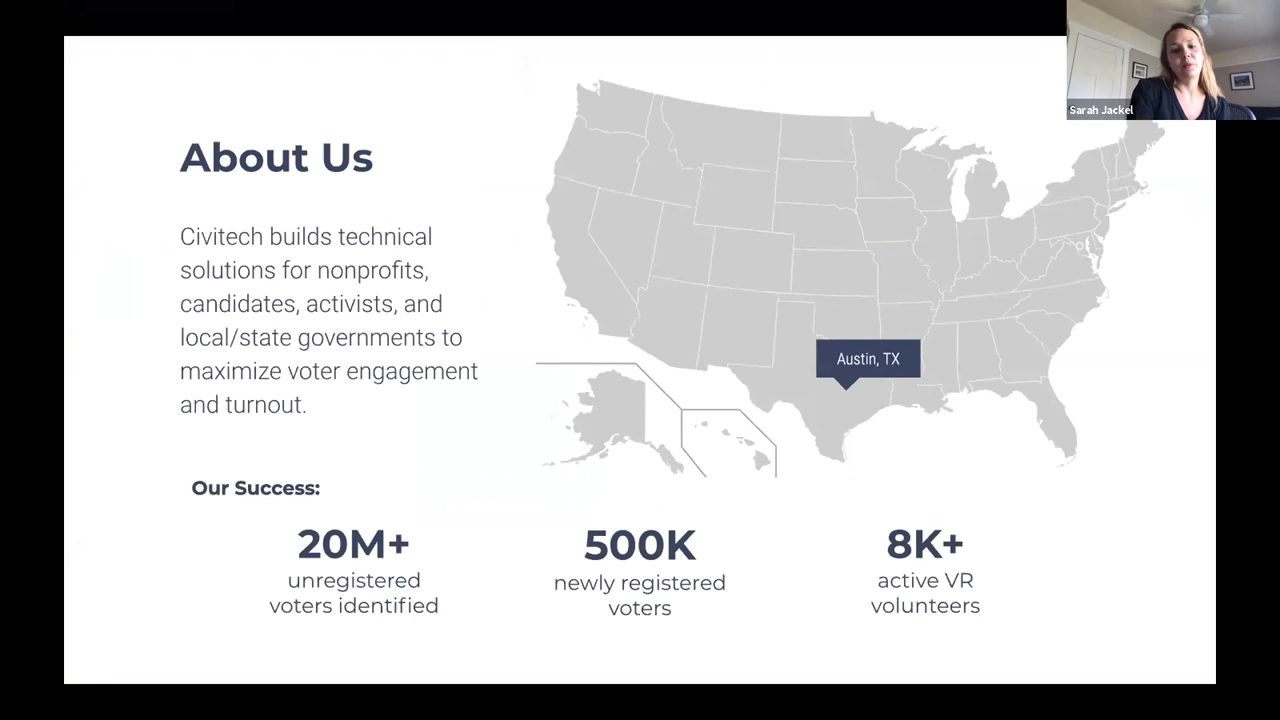 Sarah Jackel
About Us
Civitech builds technical
solutions for nonprofits,
candidates, activists, and
local/state governments to
maximize voter engagement
and turnout.
Austin, TX
Our Success:
20M+
unregistered
voters identified
500K
newly registered
voters
8K+
active VR
volunteers